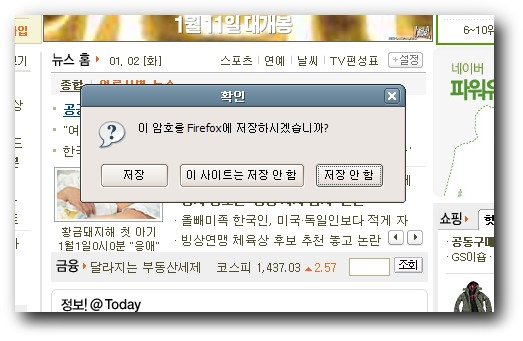 1월 11일 대개봉
6~10위
뉴스 홈 01, 02 [화] 스포츠 | 연예 | 날씨 | TV편성표 +설정
종합
네이버
파워
확인
이 암호를 Firefox에 저장하시겠습니까?
저장 이 사이트는 저장 안 함 저장 안 함
황금돼지해 첫 아기
1월1일0시0분 "응애"
· 올빼미족 한국인, 미국·독일인보다 적게 자
· 빙상연맹 체육상 후보 추천 놓고 논란
쇼핑
· 공동구매
· GS이숍
금융 달라지는 부동산세제 코스피 1,437.03 ▲2.57 조회
정보! @ Today